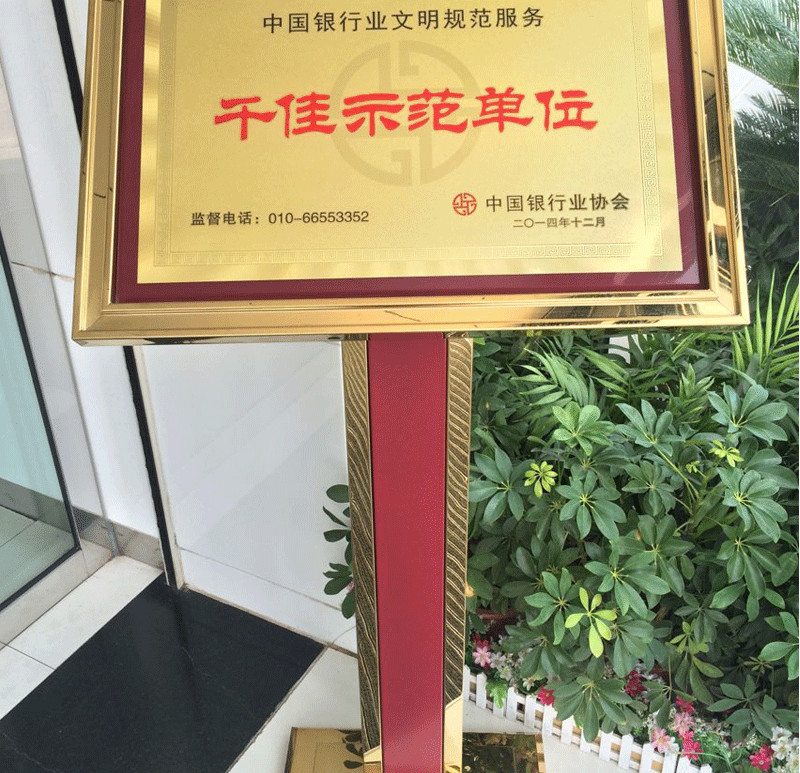 中国银行业文明规范服务
千佳示范单位
监督电话：010-66553352
中国银行业协会
二〇一四年十二月